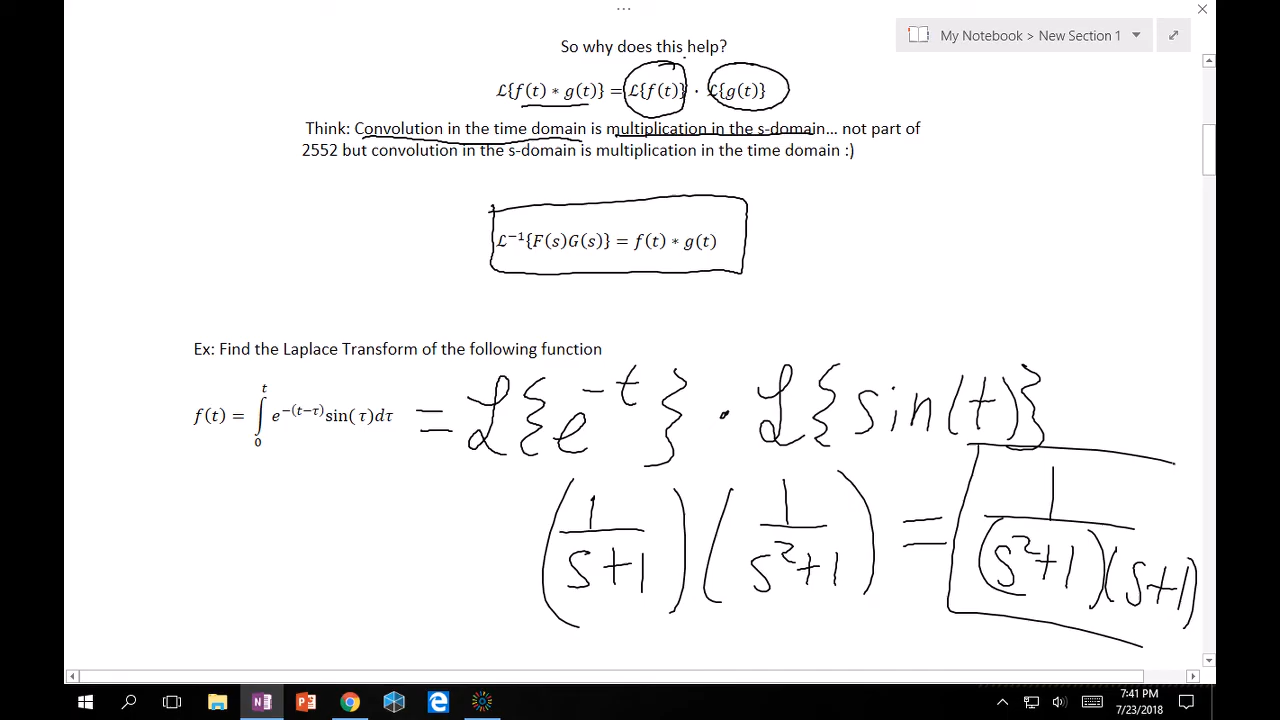 My Notebook > New Section 1
So why does this help?
ℒ{f(t) ∗ g(t)} = ℒ{f(t)} · ℒ{g(t)}
Think: Convolution in the time domain is multiplication in the s-domain... not part of
2552 but convolution in the s-domain is multiplication in the time domain :)
ℒ⁻¹{F(s)G(s)} = f(t) ∗ g(t)
Ex: Find the Laplace Transform of the following function
f(t) = ∫₀ᵗ e^(−(t−τ)) sin(τ)dτ = ℒ{e^(−t)} · ℒ{sin(t)}
(1/(s+1)) (1/(s²+1)) = 1/((s²+1)(s+1))
7:41 PM
7/23/2018